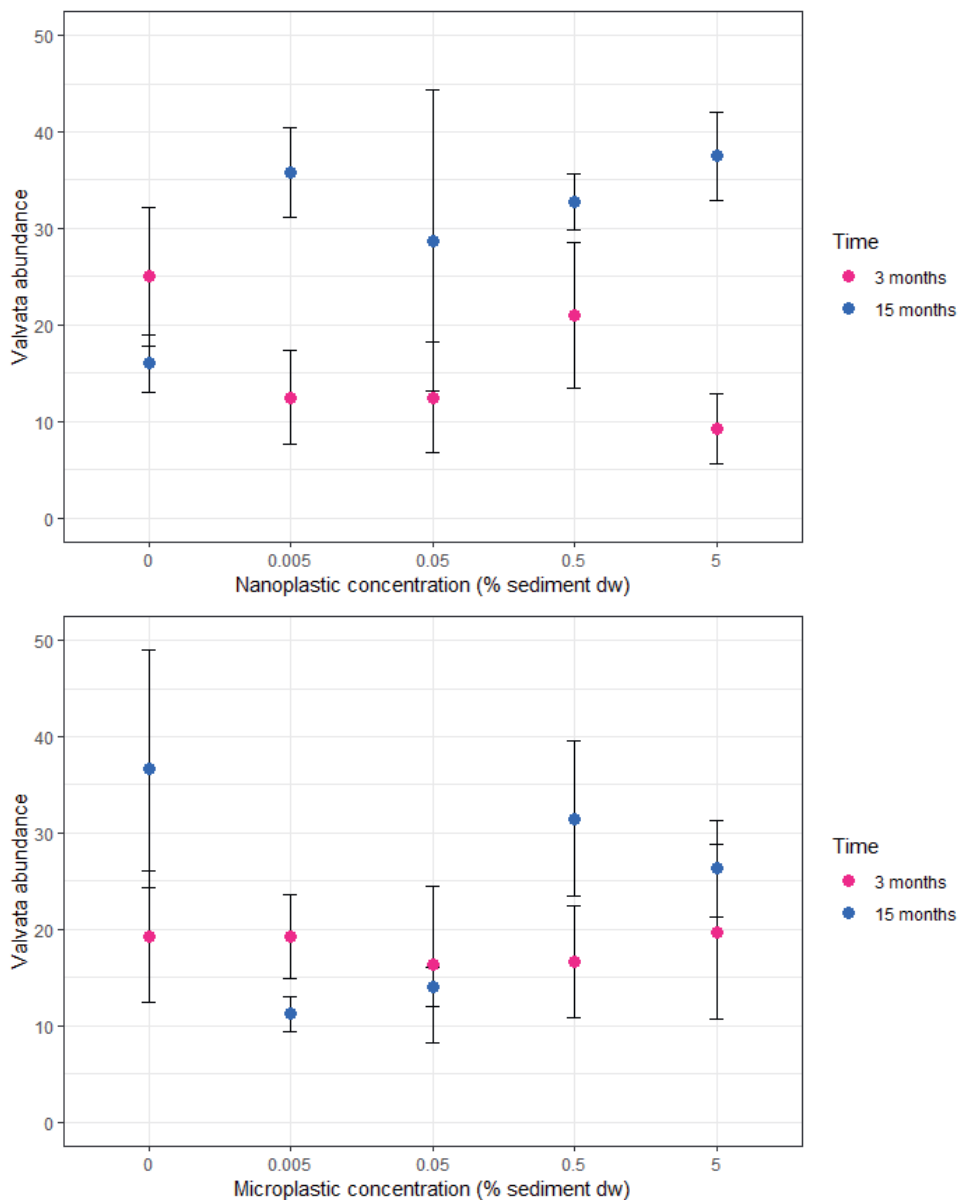 50
40
30
20
10
0
Valvata abundance
0 0.005 0.05 0.5 5
Nanoplastic concentration (% sediment dw)
Time
3 months
15 months
50
40
30
20
10
0
Valvata abundance
0 0.005 0.05 0.5 5
Microplastic concentration (% sediment dw)
Time
3 months
15 months